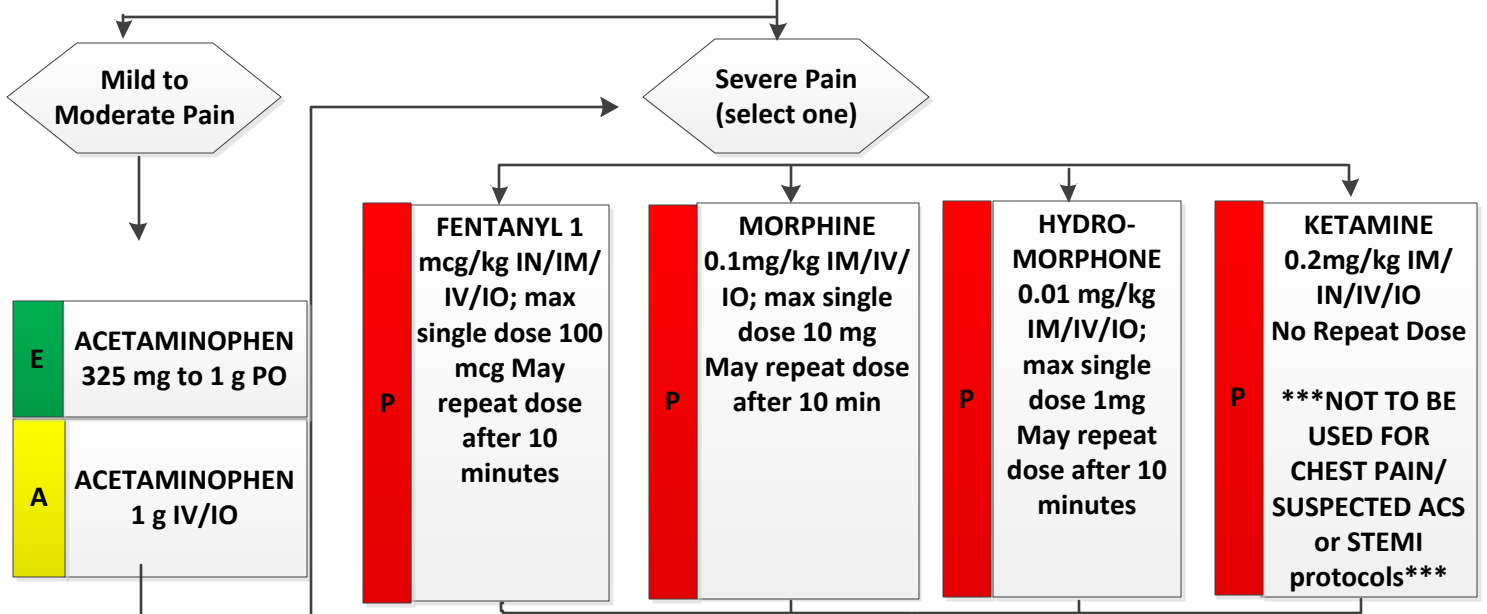 Mild to
Moderate Pain
Severe Pain
(select one)
E
ACETAMINOPHEN
325 mg to 1 g PO
A
ACETAMINOPHEN
1 g IV/IO
P
FENTANYL 1
mcg/kg IN/IM/
IV/IO; max
single dose 100
mcg May
repeat dose
after 10
minutes
P
MORPHINE
0.1mg/kg IM/IV/
IO; max single
dose 10 mg
May repeat dose
after 10 min
P
HYDRO-
MORPHONE
0.01 mg/kg
IM/IV/IO;
max single
dose 1mg
May repeat
dose after 10
minutes
P
KETAMINE
0.2mg/kg IM/
IN/IV/IO
No Repeat Dose
***NOT TO BE
USED FOR
CHEST PAIN/
SUSPECTED ACS
or STEMI
protocols***